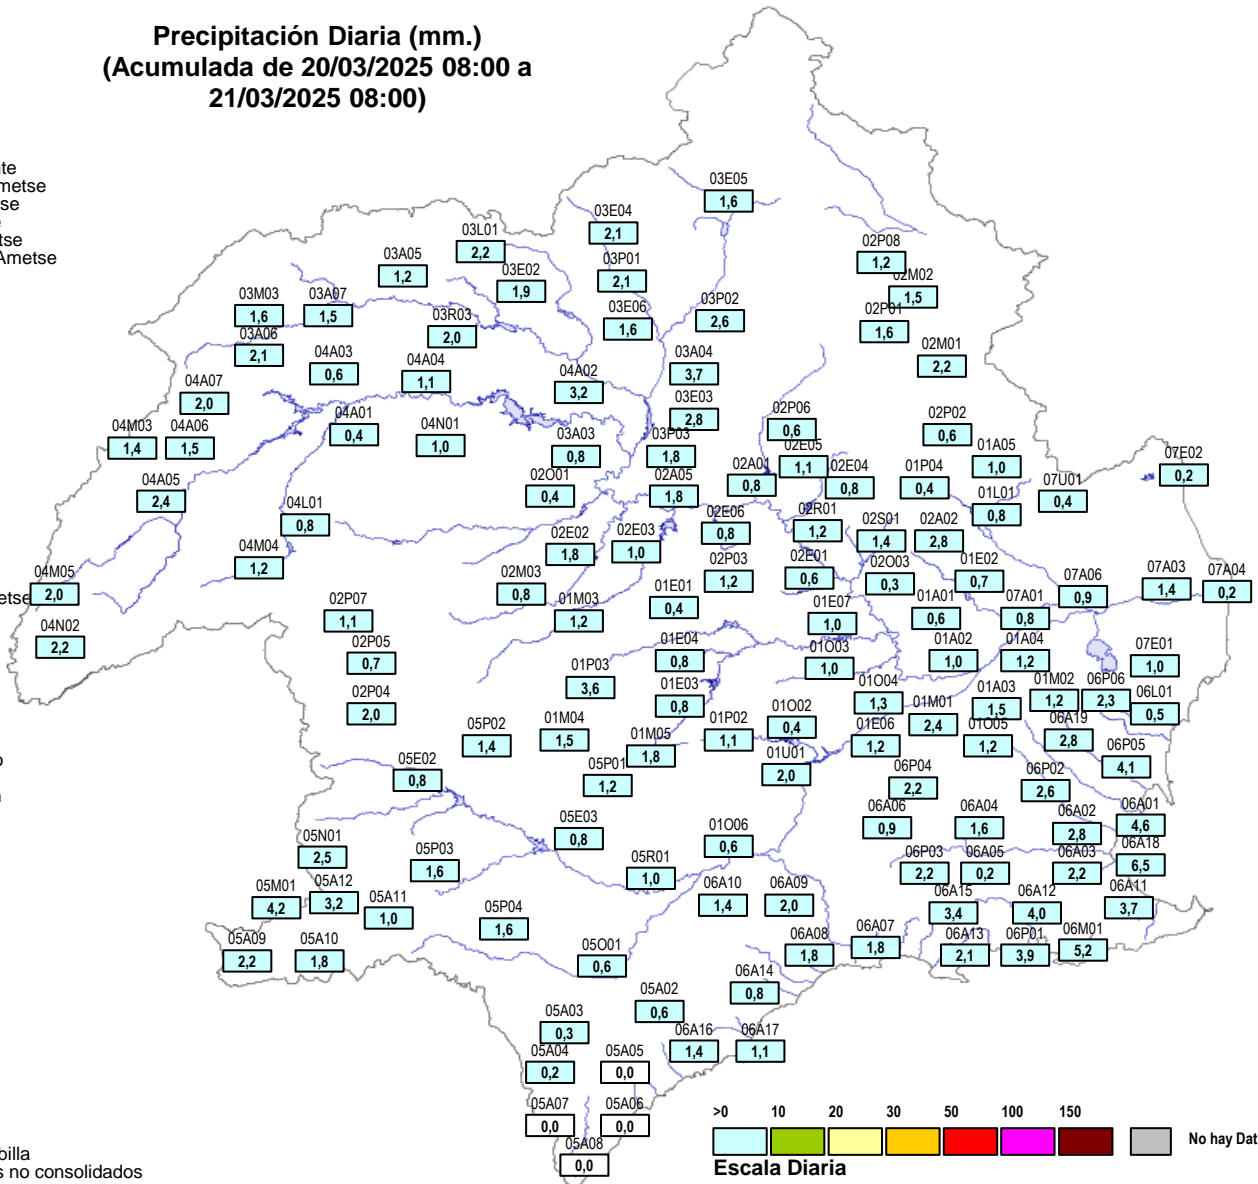 Precipitación Diaria (mm.)
(Acumulada de 20/03/2025 08:00 a
21/03/2025 08:00)
nte
metse
tse
e
tse
Ametse
03E05
1,6
03E04
2,1
03L01
2,2
03A05
1,2
03E02
1,9
03P01
2,1
02P08
1,2
02M02
1,5
03M03
1,6
03A07
1,5
03R03
2,0
03E06
1,6
03P02
2,6
02P01
1,6
03A06
2,1
04A03
0,6
04A04
1,1
04A02
3,2
03A04
3,7
02M01
2,2
04A07
2,0
03E03
2,8
04M03
1,4
04A06
1,5
04A01
0,4
04N01
1,0
03A03
0,8
03P03
1,8
02P06
0,6
02E05
1,1
02P02
0,6
01A05
1,0
07E02
0,2
04A05
2,4
02O01
0,4
02A05
1,8
02A01
0,8
02E04
0,8
01P04
0,4
07U01
0,4
04L01
0,8
01L01
0,8
02E06
0,8
02R01
1,2
02S01
1,4
02A02
2,8
04M04
1,2
02E02
1,8
02E03
1,0
02P03
1,2
02E01
0,6
02O03
0,3
01E02
0,7
04M05
2,0
etse
02M03
0,8
01M03
1,2
01E01
0,4
07A06
0,9
07A03
1,4
07A04
0,2
02P07
1,1
01E07
1,0
01A01
0,6
07A01
0,8
04N02
2,2
02P05
0,7
01E04
0,8
01O03
1,0
01A02
1,0
01A04
1,2
07E01
1,0
01P03
3,6
01E03
0,8
01O04
1,3
01A03
1,5
01M02
1,2
06P06
2,3
06L01
0,5
02P04
2,0
01M01
2,4
05P02
1,4
01M04
1,5
01P02
1,1
01O02
0,4
01E06
1,2
01O05
1,2
06A19
2,8
01M05
1,8
06P05
4,1
05E02
0,8
05P01
1,2
01U01
2,0
06P04
2,2
06P02
2,6
05E03
0,8
01O06
0,6
06A06
0,9
06A04
1,6
06A02
2,8
06A01
4,6
05N01
2,5
05P03
1,6
05R01
1,0
06P03
2,2
06A05
0,2
06A03
2,2
06A18
6,5
05M01
4,2
05A12
3,2
05A11
1,0
06A10
1,4
06A09
2,0
06A15
3,4
06A12
4,0
06A11
3,7
05P04
1,6
05A09
2,2
05A10
1,8
05O01
0,6
06A08
1,8
06A07
1,8
06A13
2,1
06P01
3,9
06M01
5,2
06A14
0,8
05A02
0,6
05A03
0,3
06A16
1,4
06A17
1,1
05A04
0,2
05A05
0,0
05A07
0,0
05A06
0,0
05A08
0,0
>0 10 20 30 50 100 150
No hay Dat
Escala Diaria
billa
s no consolidados